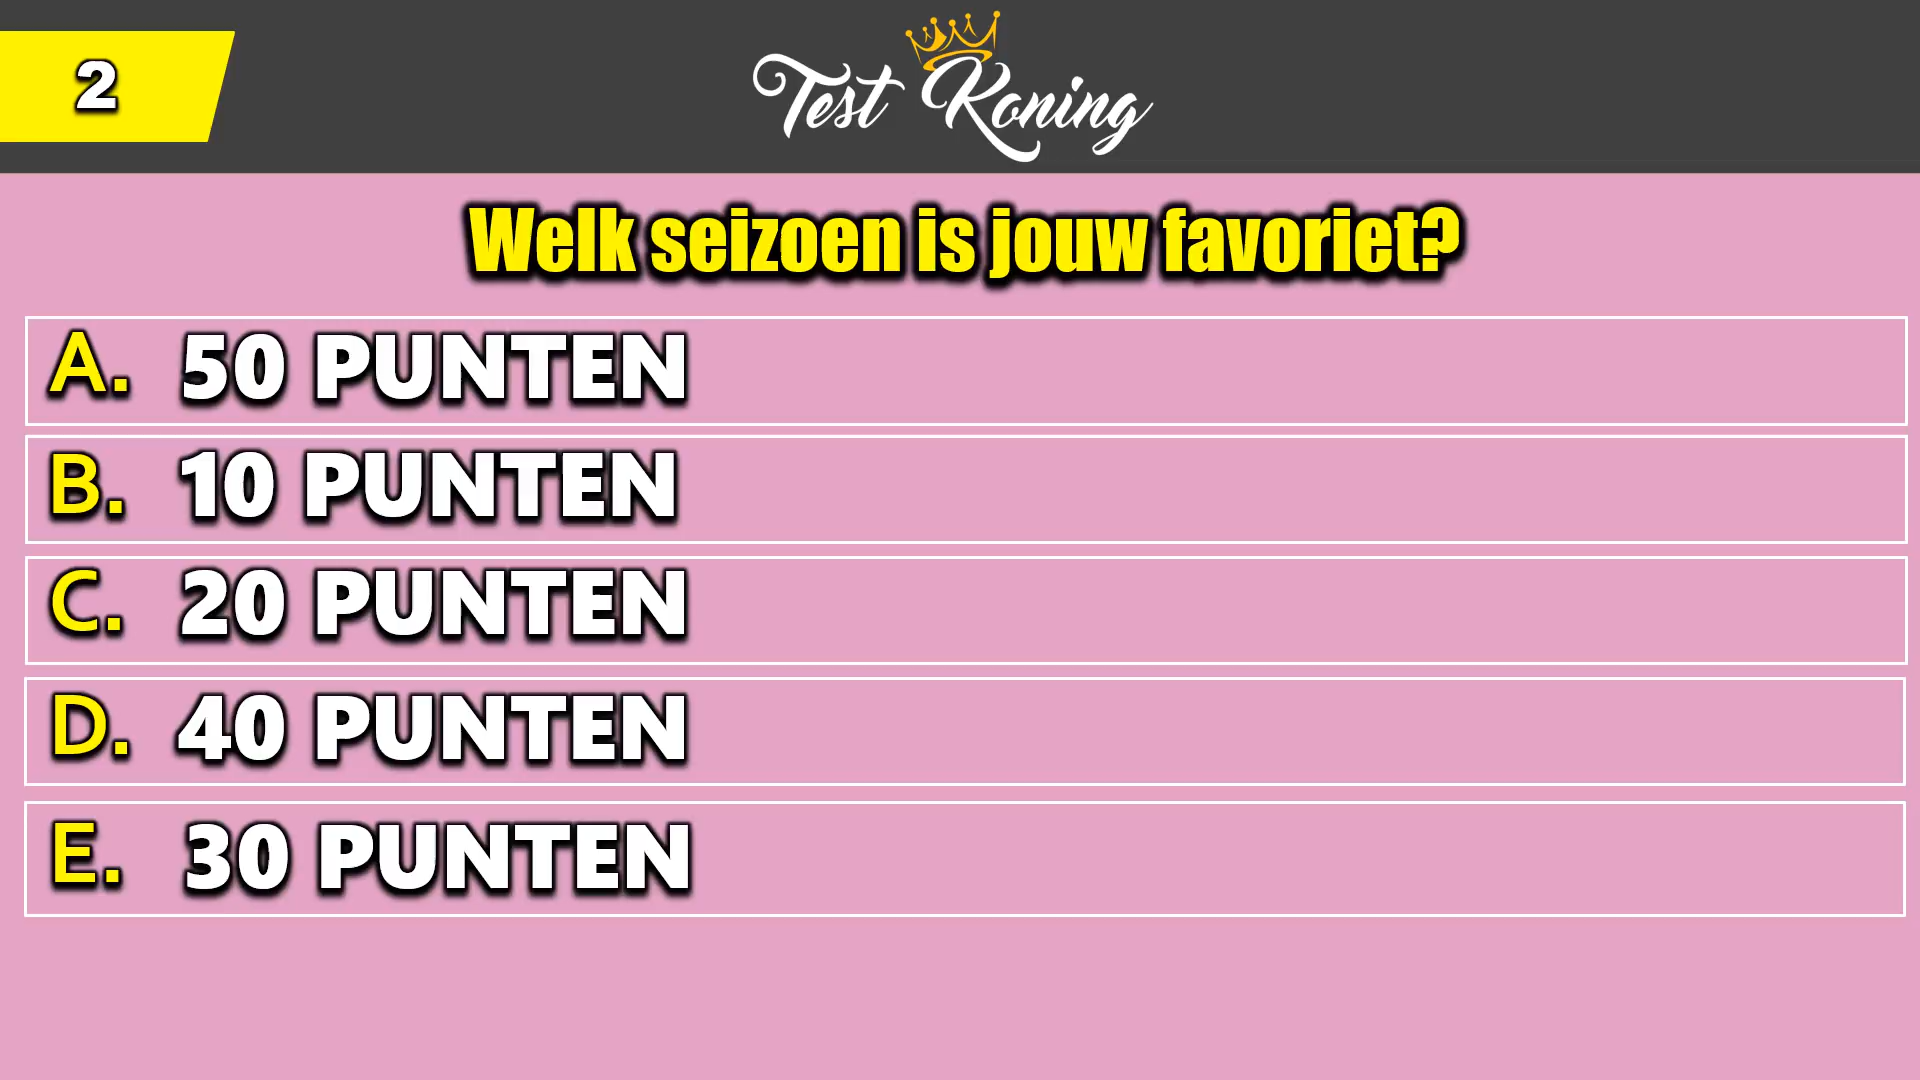 2
Test Koning
Welk seizoen is jouw favoriet?
A. 50 PUNTEN
B. 10 PUNTEN
C. 20 PUNTEN
D. 40 PUNTEN
E. 30 PUNTEN